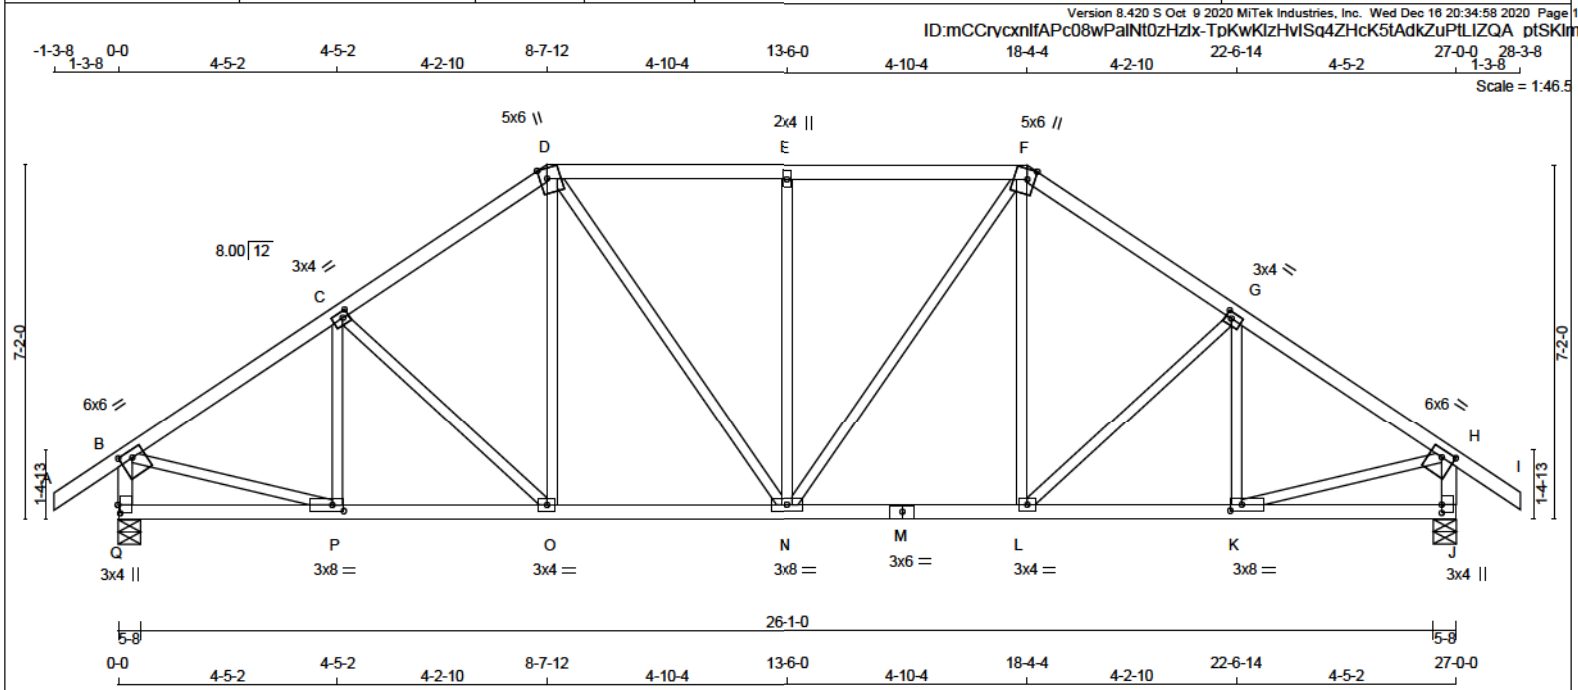 Version 8.420 S Oct 9 2020 MiTek Industries, Inc. Wed Dec 16 20:34:58 2020 Page 1
-1-3-8 0-0 4-5-2 8-7-12 13-6-0 18-4-4 22-6-14 27-0-0 28-3-8
1-3-8 4-5-2 4-2-10 4-10-4 4-10-4 4-2-10 4-5-2 1-3-8
Scale = 1:46.5
5x6 2x4 5x6
D E F
8.00 12
3x4 3x4
C G
7-2-0 7-2-0
6x6 6x6
B H
A I
1-4-13 1-4-13
Q P O N M L K J
3x4 3x8 3x4 3x8 3x6 3x4 3x8 3x4
26-1-0
5-8 5-8
0-0 4-5-2 8-7-12 13-6-0 18-4-4 22-6-14 27-0-0
4-5-2 4-2-10 4-10-4 4-10-4 4-2-10 4-5-2